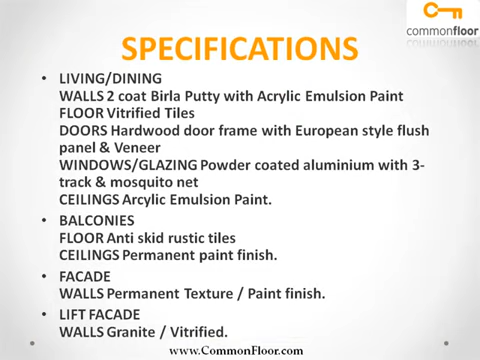 commonfloor
SPECIFICATIONS
• LIVING/DINING
WALLS 2 coat Birla Putty with Acrylic Emulsion Paint
FLOOR Vitrified Tiles
DOORS Hardwood door frame with European style flush
panel & Veneer
WINDOWS/GLAZING Powder coated aluminium with 3-
track & mosquito net
CEILINGS Arcylic Emulsion Paint.
• BALCONIES
FLOOR Anti skid rustic tiles
CEILINGS Permanent paint finish.
• FACADE
WALLS Permanent Texture / Paint finish.
• LIFT FACADE
WALLS Granite / Vitrified.
www.CommonFloor.com